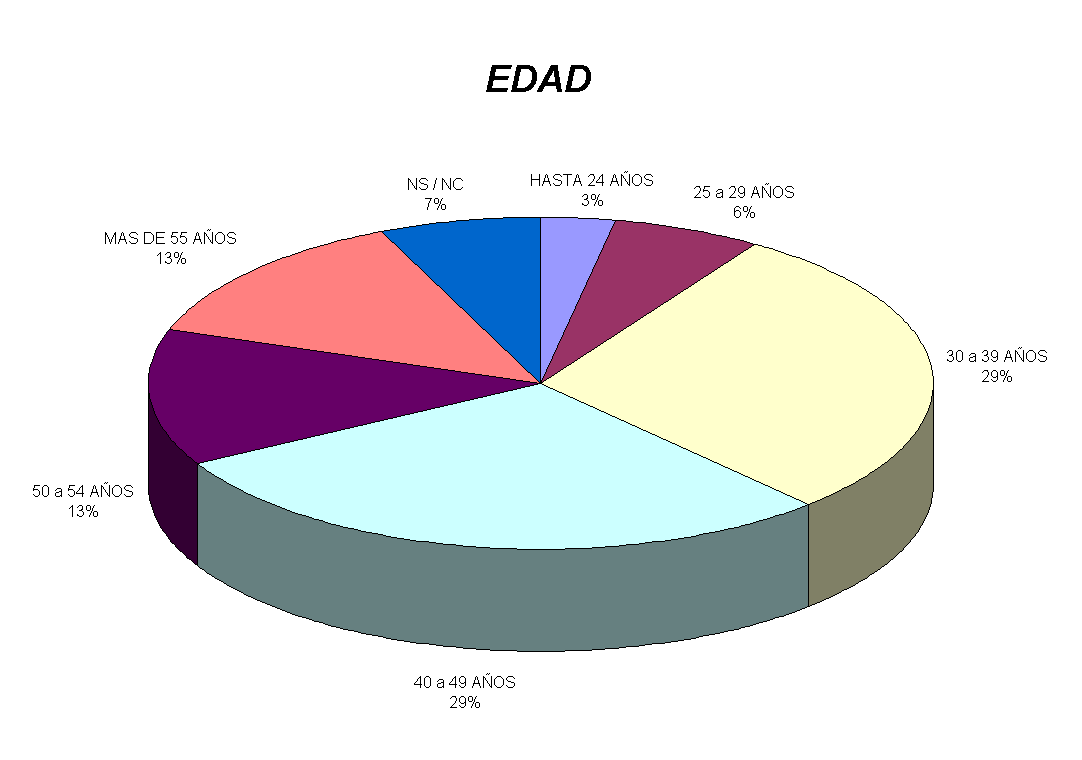 EDAD
NS / NC
7%
HASTA 24 AÑOS
3%
25 a 29 AÑOS
6%
MAS DE 55 AÑOS
13%
30 a 39 AÑOS
29%
50 a 54 AÑOS
13%
40 a 49 AÑOS
29%